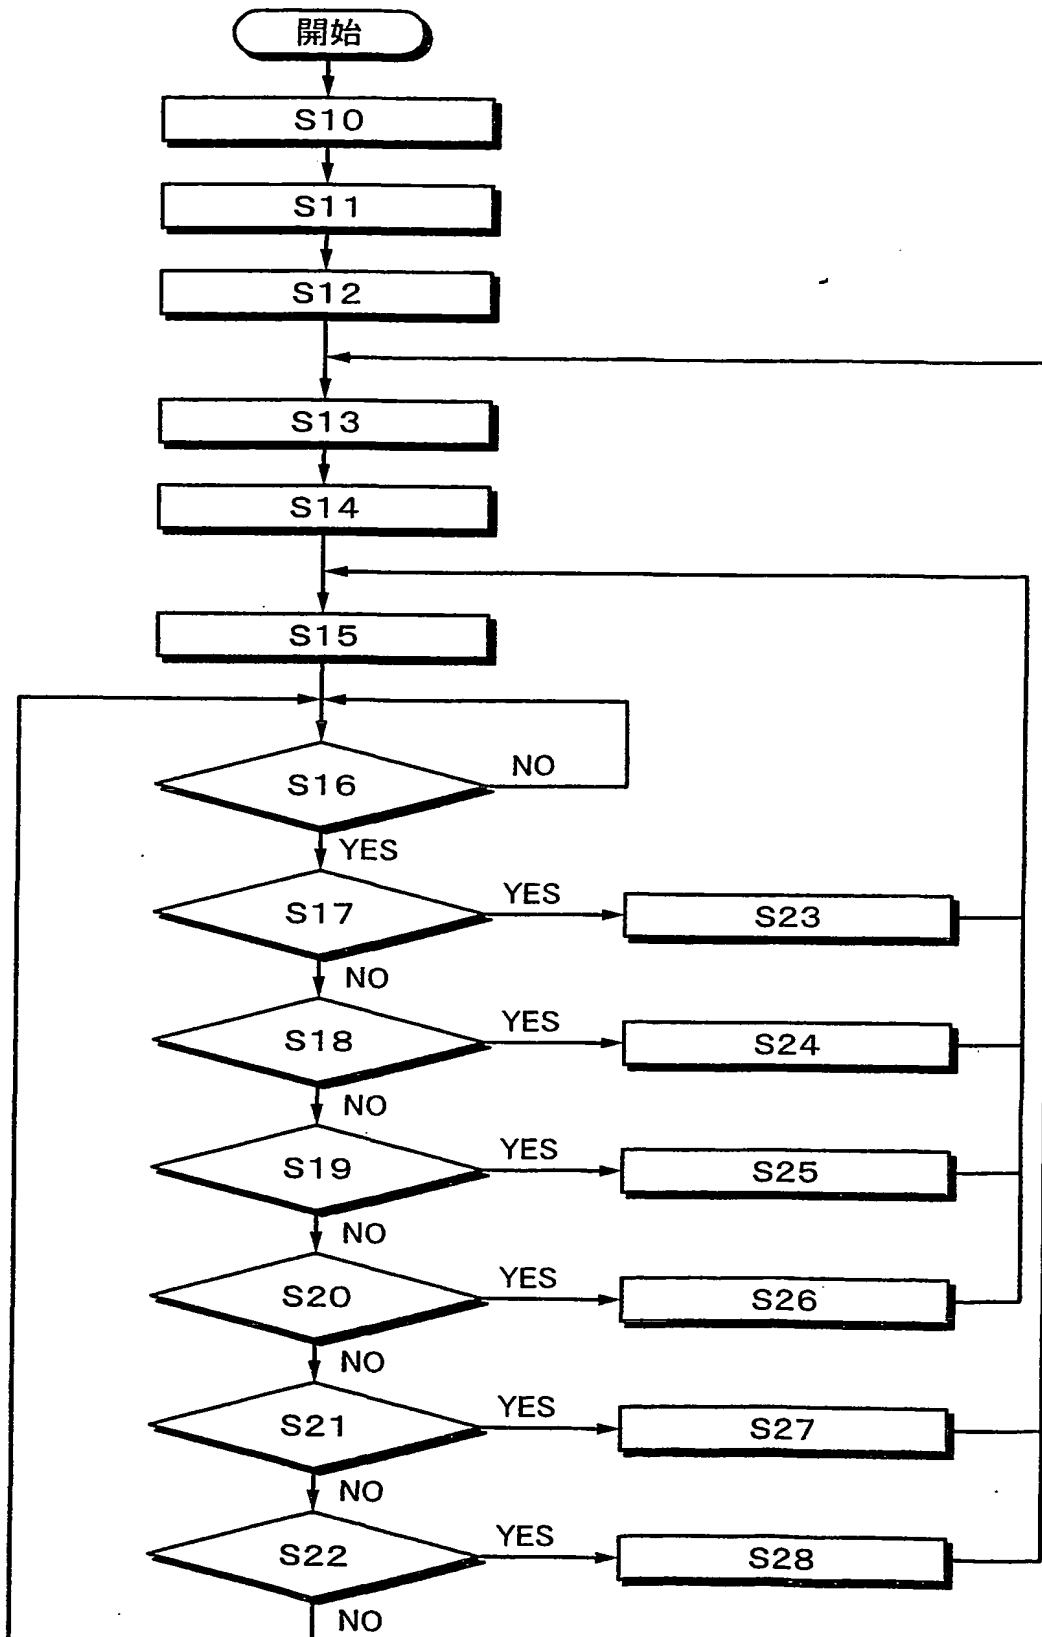 開始
S10
S11
S12
S13
S14
S15
S16
NO
YES
S17
YES
S23
NO
S18
YES
S24
NO
S19
YES
S25
NO
S20
YES
S26
NO
S21
YES
S27
NO
S22
YES
S28
NO